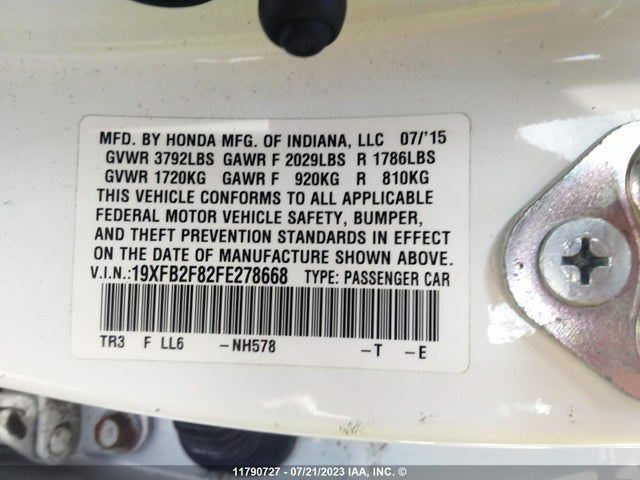 MFD. BY HONDA MFG. OF INDIANA, LLC 07/'15
GVWR 3792LBS GAWR F 2029LBS R 1786LBS
GVWR 1720KG GAWR F 920KG R 810KG
THIS VEHICLE CONFORMS TO ALL APPLICABLE
FEDERAL MOTOR VEHICLE SAFETY, BUMPER,
AND THEFT PREVENTION STANDARDS IN EFFECT
ON THE DATE OF MANUFACTURE SHOWN ABOVE.
V.I.N.:19XFB2F82FE278668 TYPE: PASSENGER CAR
TR3 F LL6 -NH578 -T -E
11790727 - 07/21/2023 IAA, INC. ©